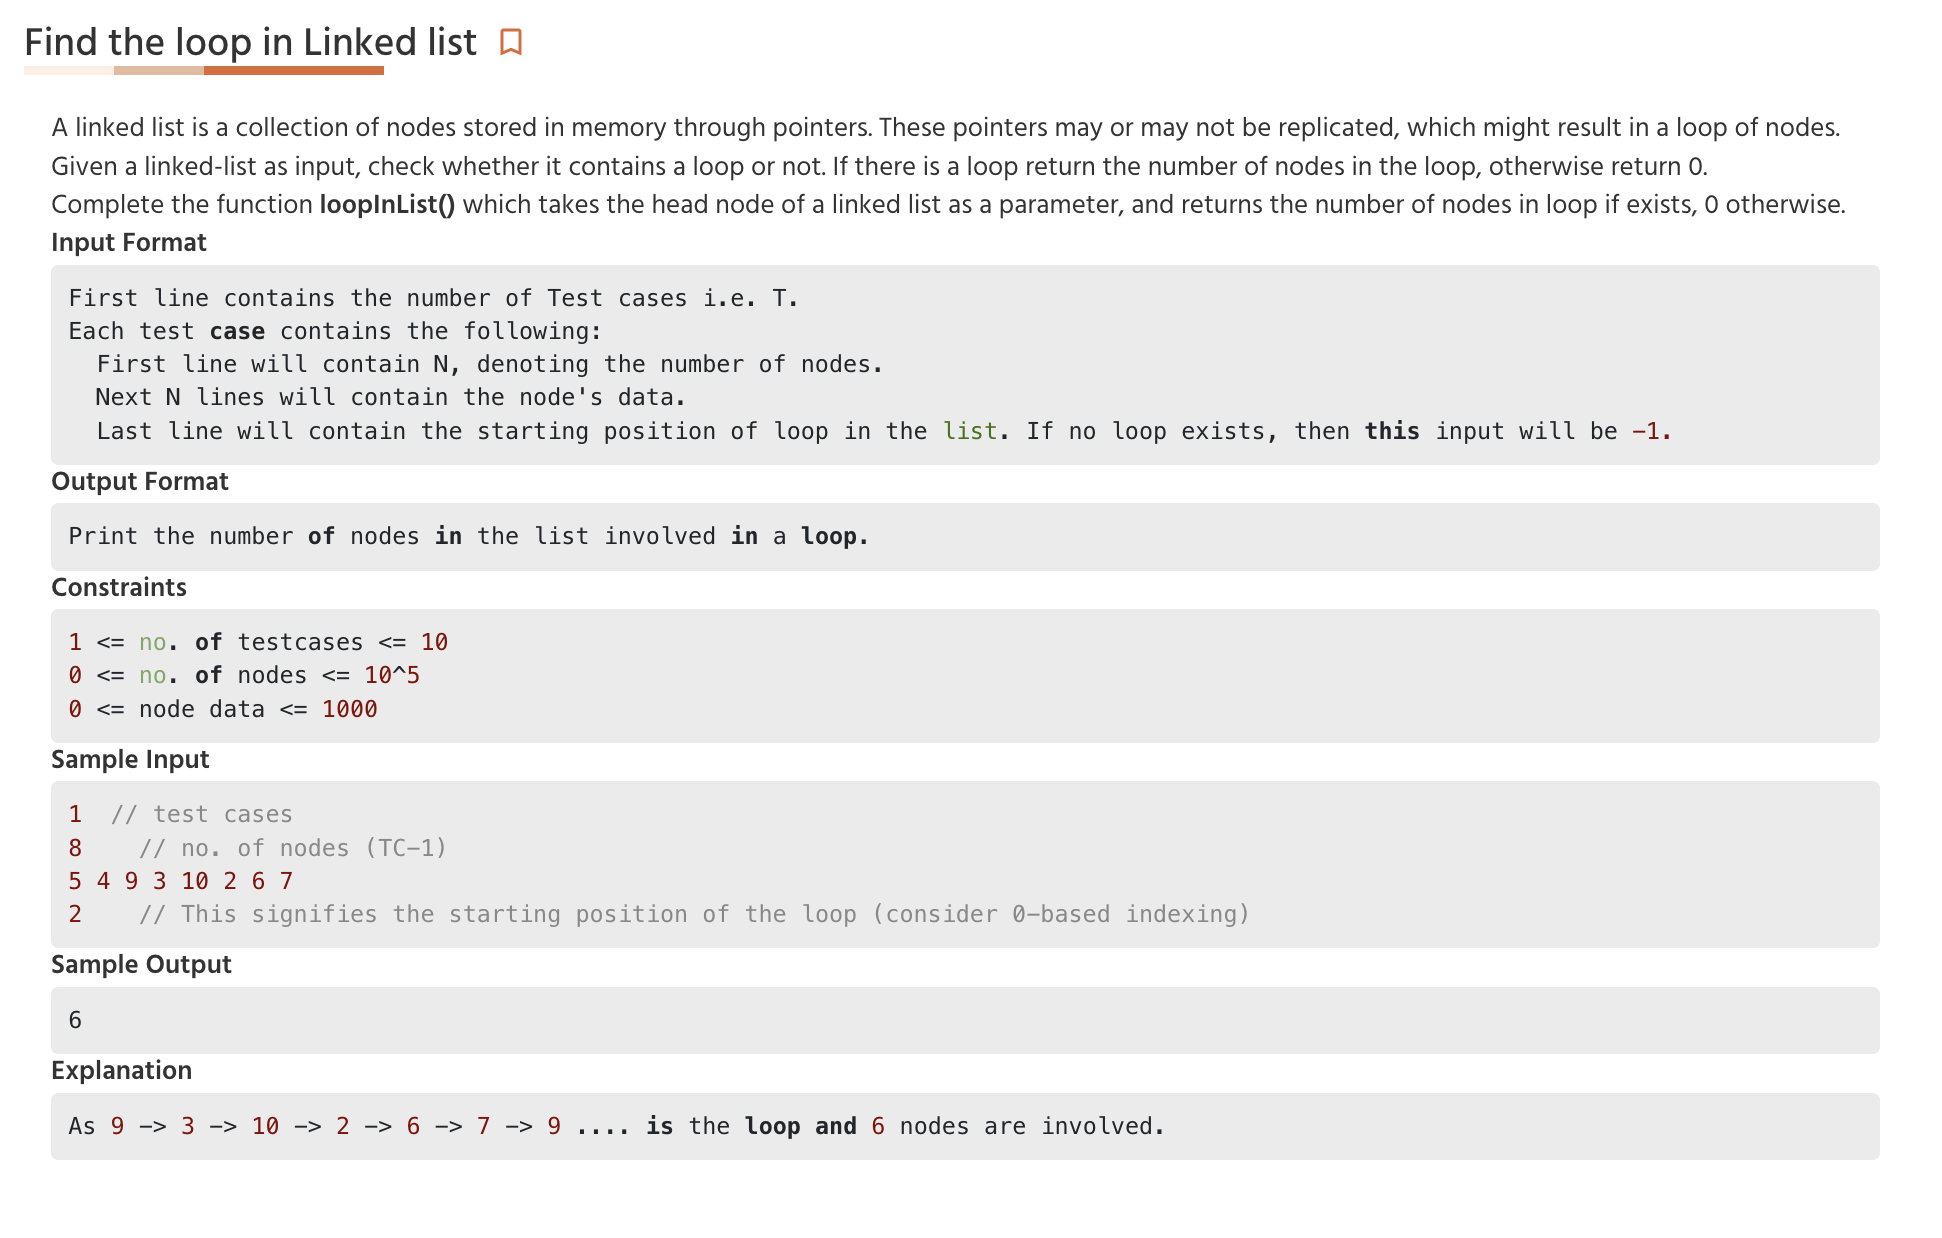 Find the loop in Linked list
A linked list is a collection of nodes stored in memory through pointers. These pointers may or may not be replicated, which might result in a loop of nodes.
Given a linked-list as input, check whether it contains a loop or not. If there is a loop return the number of nodes in the loop, otherwise return 0.
Complete the function loopInList() which takes the head node of a linked list as a parameter, and returns the number of nodes in loop if exists, 0 otherwise.
Input Format
First line contains the number of Test cases i.e. T.
Each test case contains the following:
  First line will contain N, denoting the number of nodes.
  Next N lines will contain the node's data.
  Last line will contain the starting position of loop in the list. If no loop exists, then this input will be -1.
Output Format
Print the number of nodes in the list involved in a loop.
Constraints
1 <= no. of testcases <= 10
0 <= no. of nodes <= 10^5
0 <= node data <= 1000
Sample Input
1  // test cases
8    // no. of nodes (TC-1)
5 4 9 3 10 2 6 7
2    // This signifies the starting position of the loop (consider 0-based indexing)
Sample Output
6
Explanation
As 9 -> 3 -> 10 -> 2 -> 6 -> 7 -> 9 .... is the loop and 6 nodes are involved.